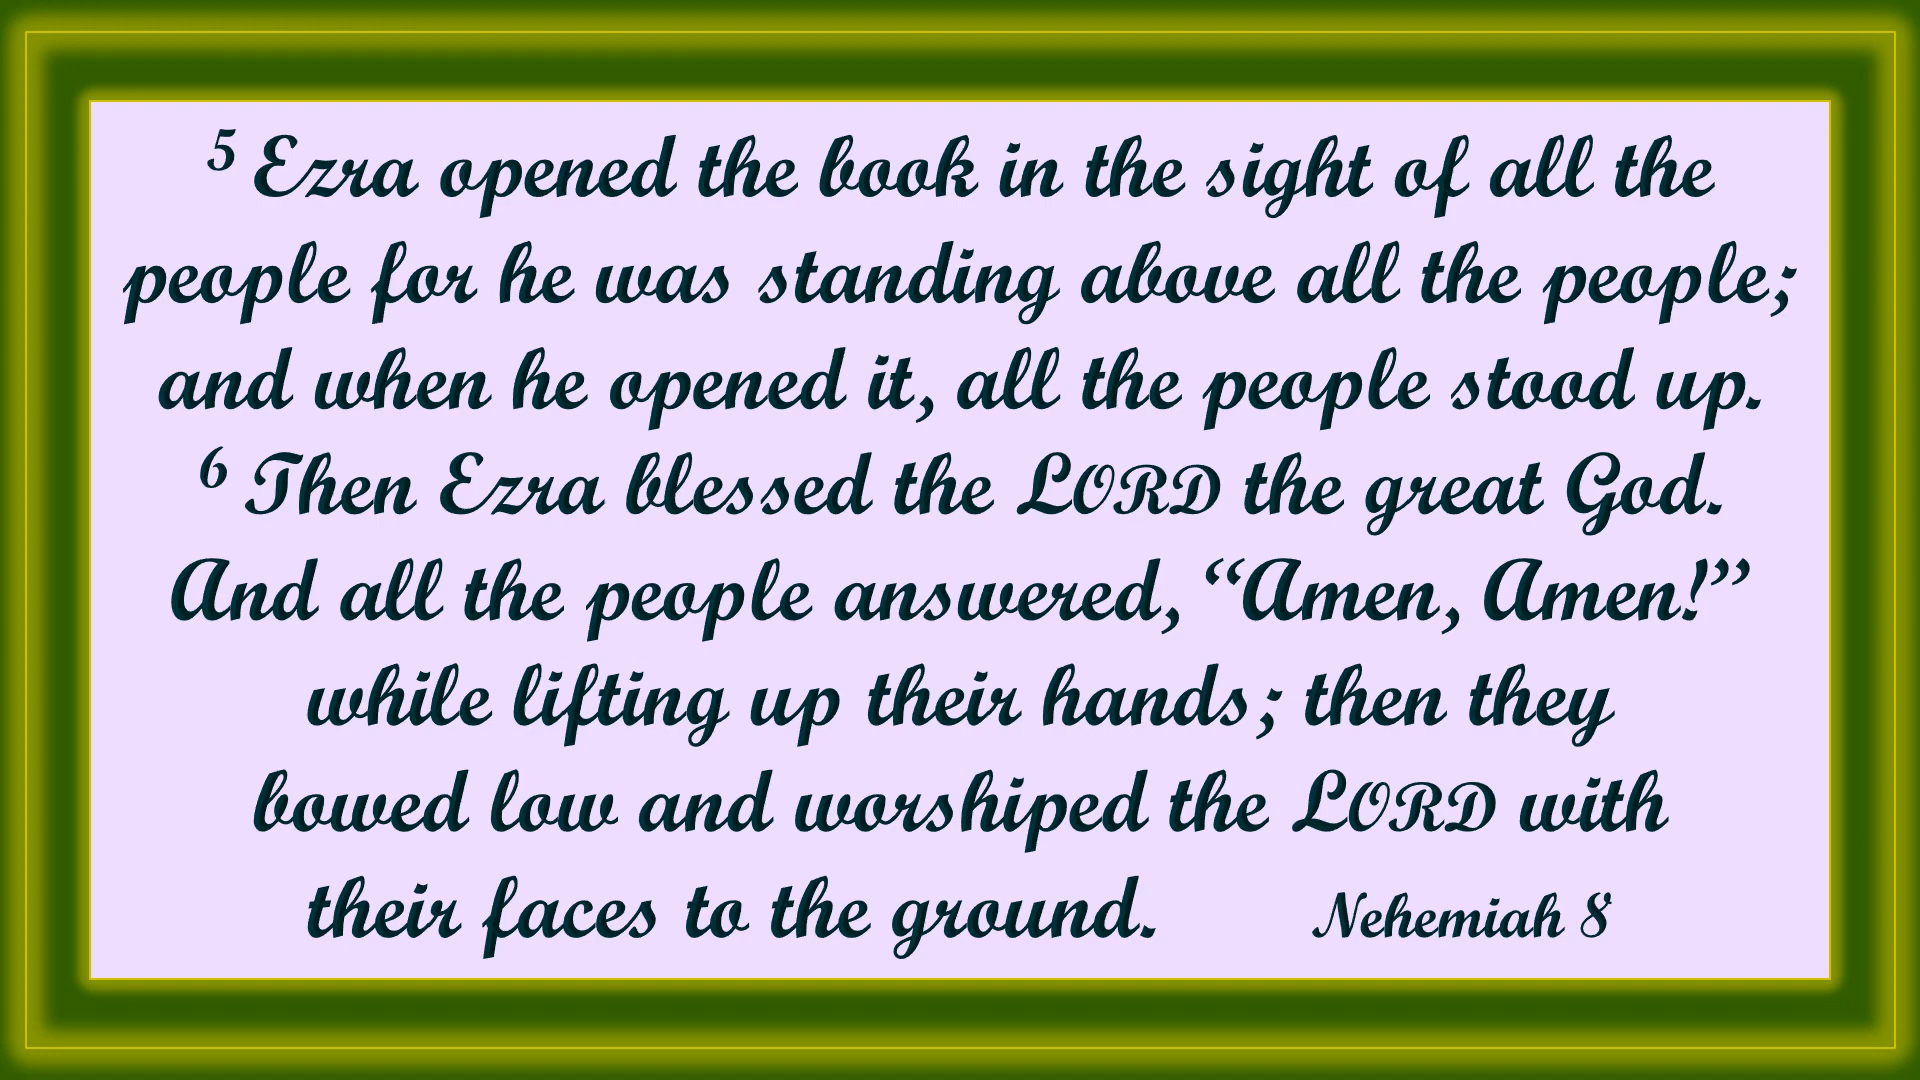 5 Ezra opened the book in the sight of all the
people for he was standing above all the people;
and when he opened it, all the people stood up.
6 Then Ezra blessed the LORD the great God.
And all the people answered, “Amen, Amen!”
while lifting up their hands; then they
bowed low and worshiped the LORD with
their faces to the ground. Nehemiah 8